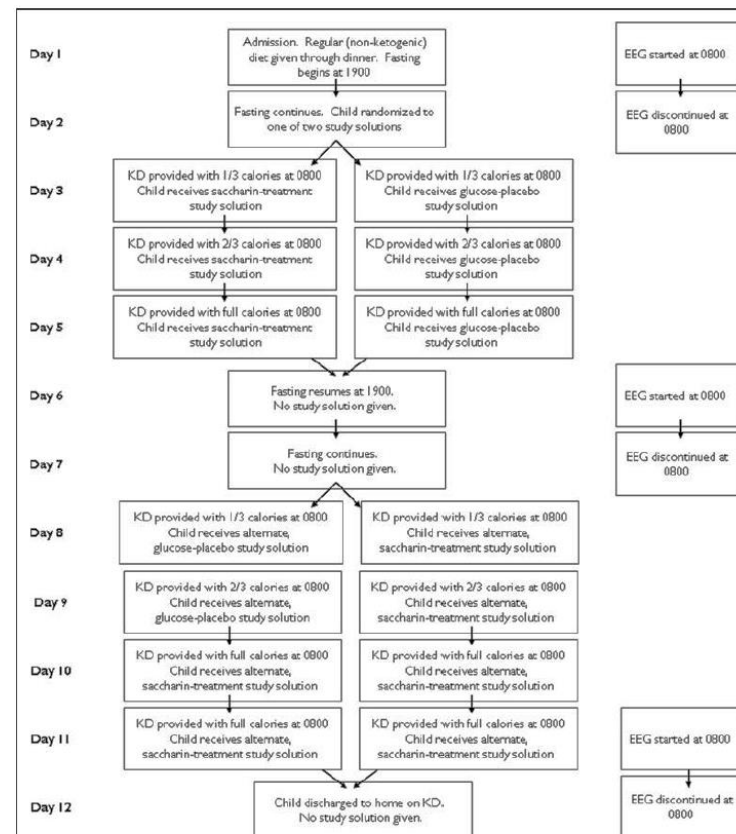 Day 1
Admission. Regular (non-ketogenic)
diet given through dinner. Fasting
begins at 1900
EEG started at 0800
Day 2
Fasting continues. Child randomized to
one of two study solutions
EEG discontinued at
0800
Day 3
KD provided with 1/3 calories at 0800
Child receives saccharin-treatment
study solution
KD provided with 1/3 calories at 0800
Child receives glucose-placebo
study solution
Day 4
KD provided with 2/3 calories at 0800
Child receives saccharin-treatment
study solution
KD provided with 2/3 calories at 0800
Child receives glucose-placebo
study solution
Day 5
KD provided with full calories at 0800
Child receives saccharin-treatment
study solution
KD provided with full calories at 0800
Child receives glucose-placebo
study solution
Day 6
Fasting resumes at 1900.
No study solution given.
EEG started at 0800
Day 7
Fasting continues.
No study solution given.
EEG discontinued at
0800
Day 8
KD provided with 1/3 calories at 0800
Child receives alternate,
glucose-placebo study solution
KD provided with 1/3 calories at 0800
Child receives alternate,
saccharin-treatment study solution
Day 9
KD provided with 2/3 calories at 0800
Child receives alternate,
glucose-placebo study solution
KD provided with 2/3 calories at 0800
Child receives alternate,
saccharin-treatment study solution
Day 10
KD provided with full calories at 0800
Child receives alternate,
saccharin-treatment study solution
KD provided with full calories at 0800
Child receives alternate,
saccharin-treatment study solution
Day 11
KD provided with full calories at 0800
Child receives alternate,
saccharin-treatment study solution
KD provided with full calories at 0800
Child receives alternate,
saccharin-treatment study solution
EEG started at 0800
Day 12
Child discharged to home on KD.
No study solution given.
EEG discontinued at
0800